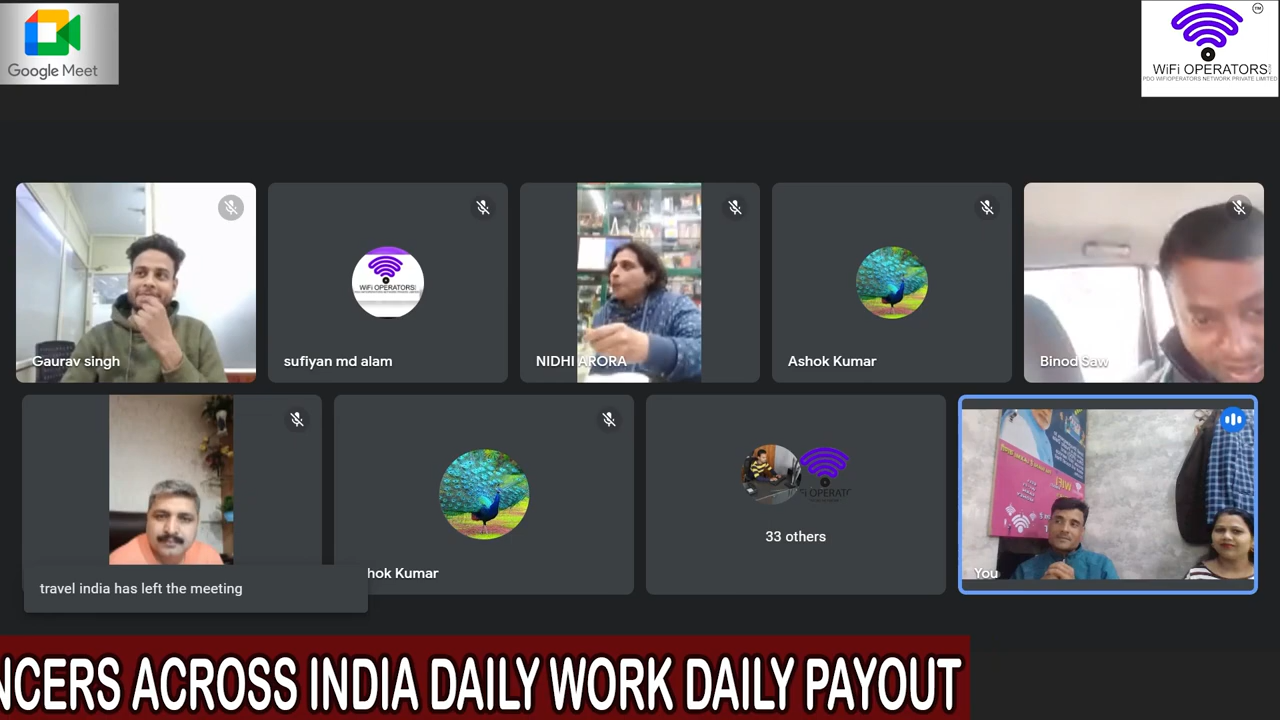 Google Meet
TM
WiFi OPERATORS
PDO WIFIOPERATORS NETWORK PRIVATE LIMITED
Gaurav singh
WiFi OPERATORS
sufiyan md alam
NIDHI ARORA
Ashok Kumar
Binod Saw
travel india has left the meeting
hok Kumar
33 others
You
NCERS ACROSS INDIA DAILY WORK DAILY PAYOUT